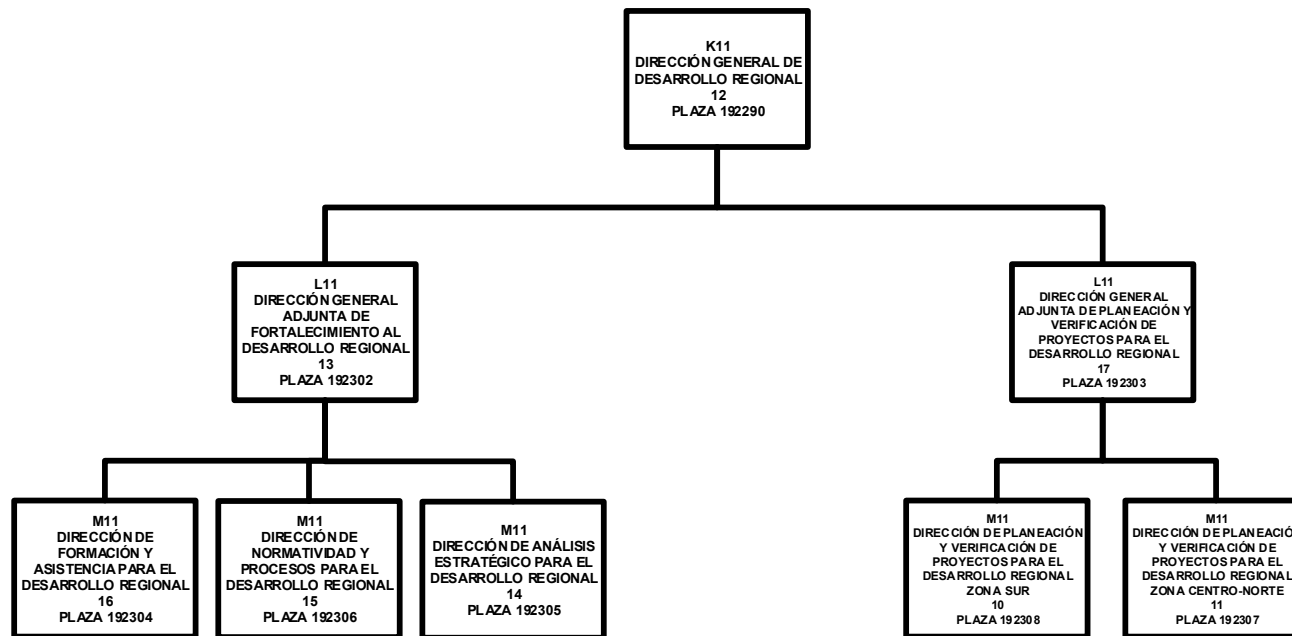 K11
DIRECCIÓN GENERAL DE
DESARROLLO REGIONAL
12
PLAZA 192290
L11
DIRECCIÓN GENERAL
ADJUNTA DE
FORTALECIMIENTO AL
DESARROLLO REGIONAL
13
PLAZA 192302
L11
DIRECCIÓN GENERAL
ADJUNTA DE PLANEACIÓN Y
VERIFICACIÓN DE
PROYECTOS PARA EL
DESARROLLO REGIONAL
17
PLAZA 192303
M11
DIRECCIÓN DE
FORMACIÓN Y
ASISTENCIA PARA EL
DESARROLLO REGIONAL
16
PLAZA 192304
M11
DIRECCIÓN DE
NORMATIVIDAD Y
PROCESOS PARA EL
DESARROLLO REGIONAL
15
PLAZA 192306
M11
DIRECCIÓN DE ANÁLISIS
ESTRATÉGICO PARA EL
DESARROLLO REGIONAL
14
PLAZA 192305
M11
DIRECCIÓN DE PLANEACIÓN
Y VERIFICACIÓN DE
PROYECTOS PARA EL
DESARROLLO REGIONAL
ZONA SUR
10
PLAZA 192308
M11
DIRECCIÓN DE PLANEACIÓN
Y VERIFICACIÓN DE
PROYECTOS PARA EL
DESARROLLO REGIONAL
ZONA CENTRO-NORTE
11
PLAZA 192307